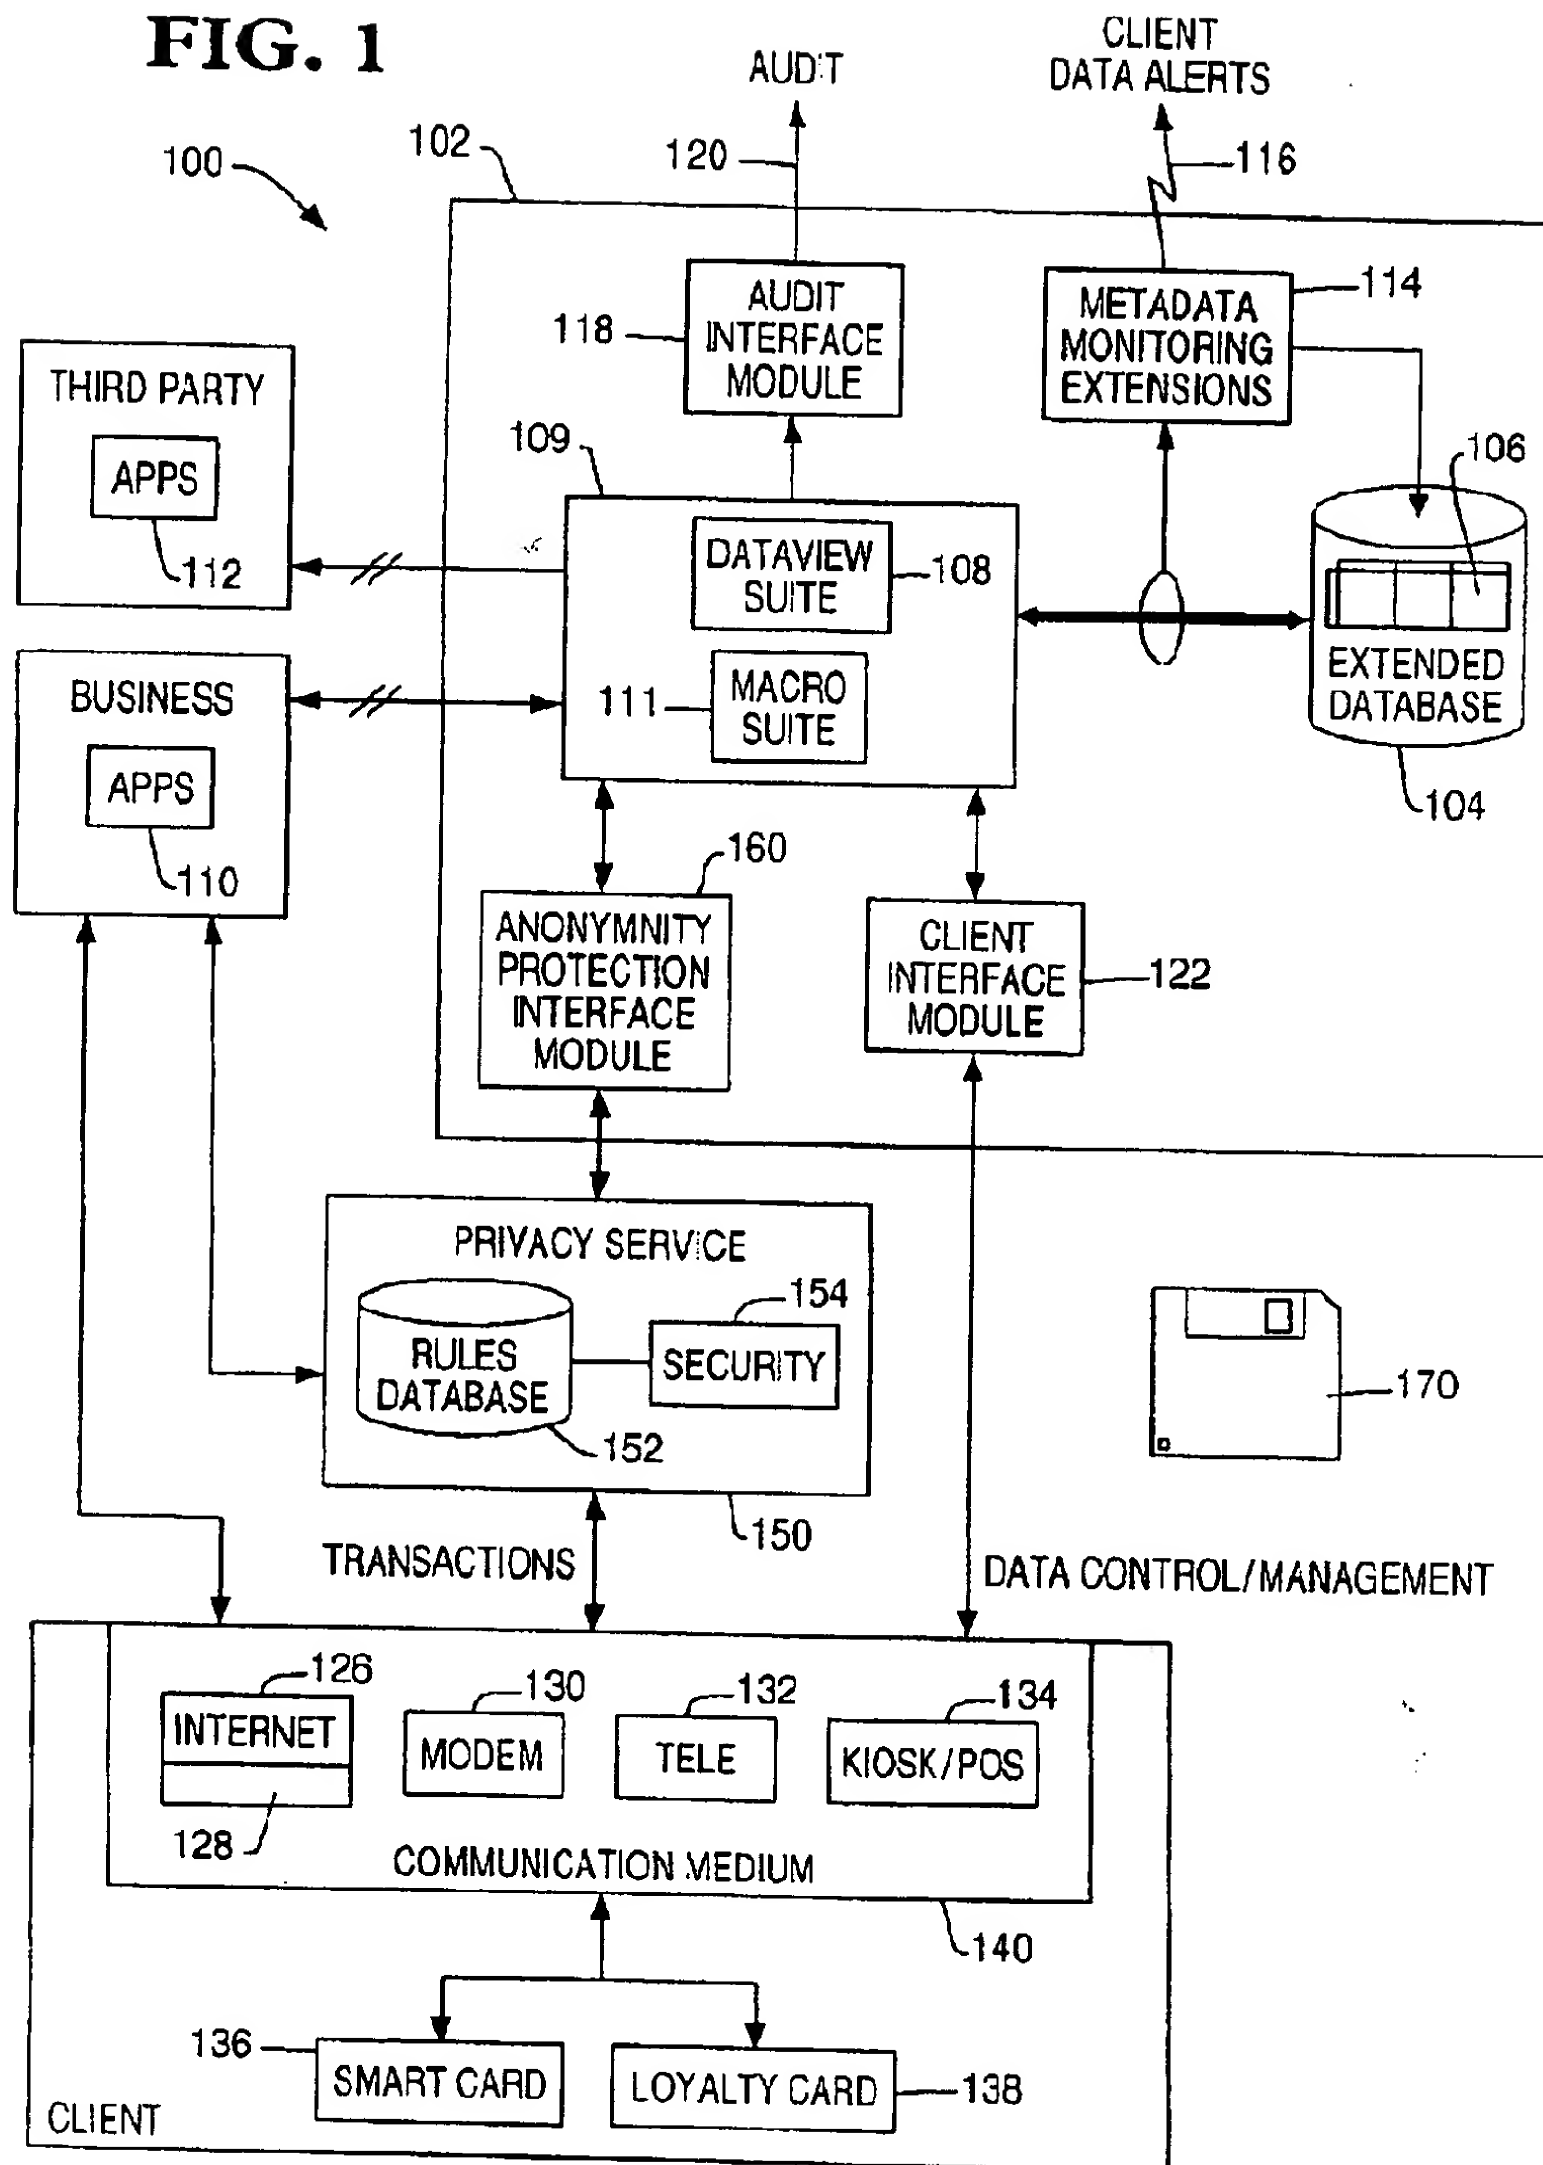 FIG. 1
AUDIT
CLIENT
DATA ALERTS
100
102
120
116
AUDIT
INTERFACE
MODULE
118
METADATA
MONITORING
EXTENSIONS
114
THIRD PARTY
APPS
112
109
106
DATAVIEW
SUITE
108
MACRO
SUITE
111
EXTENDED
DATABASE
104
BUSINESS
APPS
110
160
ANONYMNITY
PROTECTION
INTERFACE
MODULE
CLIENT
INTERFACE
MODULE
122
PRIVACY SERVICE
RULES
DATABASE
152
154
SECURITY
150
170
TRANSACTIONS
DATA CONTROL/MANAGEMENT
126
INTERNET
128
130
MODEM
132
TELE
134
KIOSK/POS
COMMUNICATION MEDIUM
140
136
SMART CARD
LOYALTY CARD
138
CLIENT